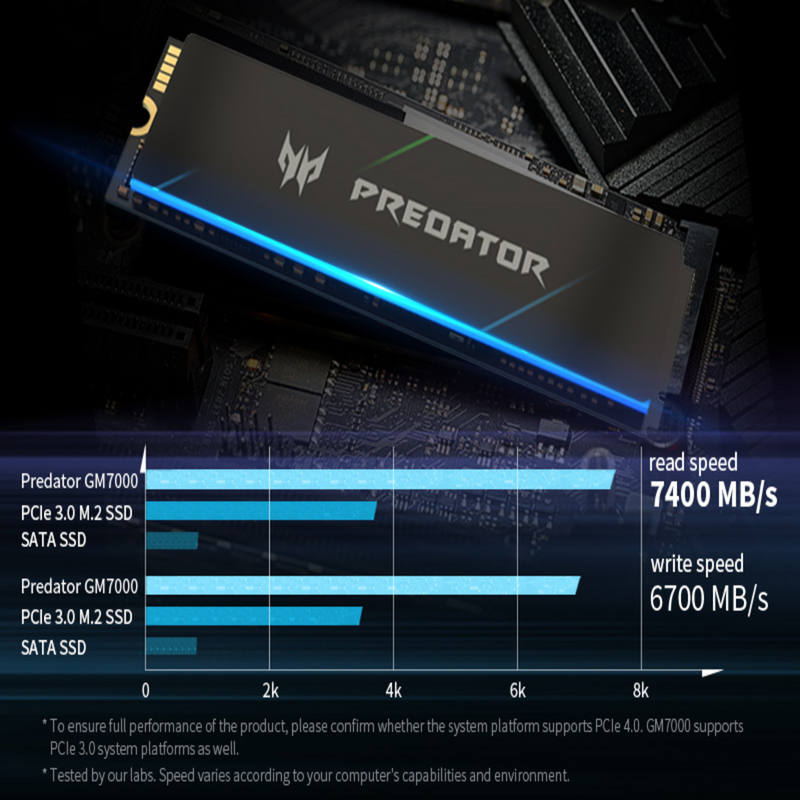 PREDATOR
read speed
7400 MB/s
Predator GM7000
PCIe 3.0 M.2 SSD
SATA SSD
write speed
6700 MB/s
Predator GM7000
PCIe 3.0 M.2 SSD
SATA SSD
0 2k 4k 6k 8k
* To ensure full performance of the product, please confirm whether the system platform supports PCIe 4.0. GM7000 supports
PCIe 3.0 system platforms as well.
* Tested by our labs. Speed varies according to your computer's capabilities and environment.